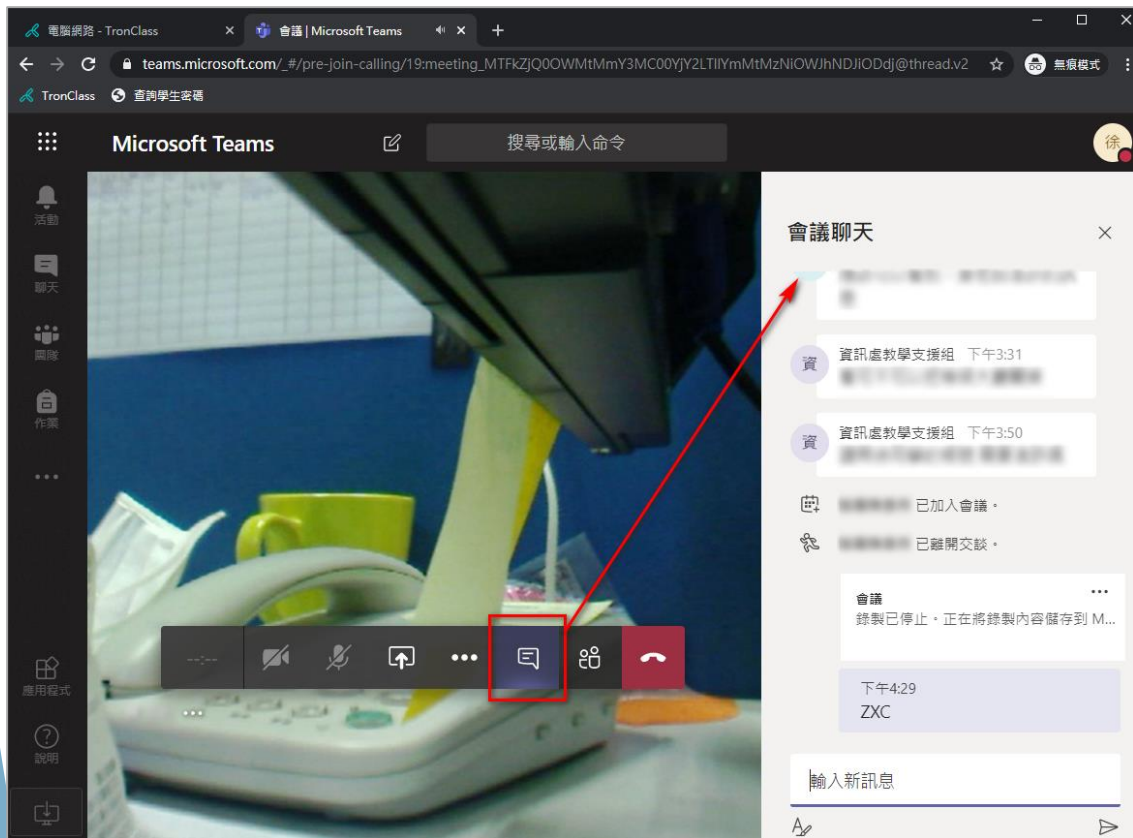 電腦網路 - TronClass
會議 | Microsoft Teams
teams.microsoft.com/_#/pre-join-calling/19:meeting_MTFkZjQ0OWMtMmY3MC00YjY2LTllYmMtMzNiOWJhNDJiODdj@thread.v2
無痕模式
TronClass
查詢學生密碼
Microsoft Teams
搜尋或輸入命令
徐
活動
聊天
團隊
作業
應用程式
說明
--:--
會議聊天
資
資訊處教學支援組 下午3:31
資
資訊處教學支援組 下午3:50
已加入會議。
已離開交談。
會議
錄製已停止。正在將錄製內容儲存到 M...
下午4:29
ZXC
輸入新訊息